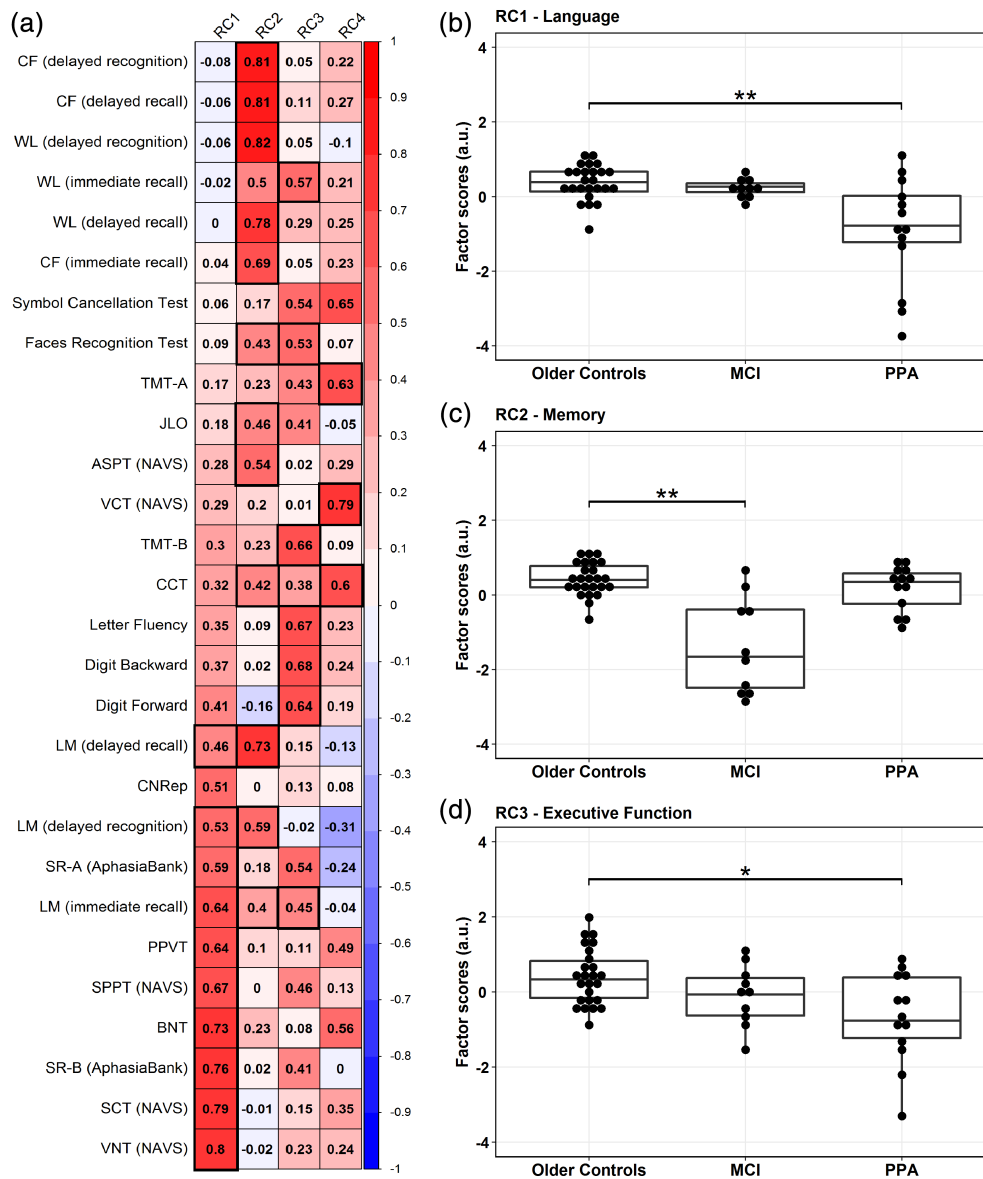 (a)
RC1 RC2 RC3 RC4
CF (delayed recognition) -0.08 0.81 0.05 0.22
CF (delayed recall) -0.06 0.81 0.11 0.27
WL (delayed recognition) -0.06 0.82 0.05 -0.1
WL (immediate recall) -0.02 0.5 0.57 0.21
WL (delayed recall) 0 0.78 0.29 0.25
CF (immediate recall) 0.04 0.69 0.05 0.23
Symbol Cancellation Test 0.06 0.17 0.54 0.65
Faces Recognition Test 0.09 0.43 0.53 0.07
TMT-A 0.17 0.23 0.43 0.63
JLO 0.18 0.46 0.41 -0.05
ASPT (NAVS) 0.28 0.54 0.02 0.29
VCT (NAVS) 0.29 0.2 0.01 0.79
TMT-B 0.3 0.23 0.66 0.09
CCT 0.32 0.42 0.38 0.6
Letter Fluency 0.35 0.09 0.67 0.23
Digit Backward 0.37 0.02 0.68 0.24
Digit Forward 0.41 -0.16 0.64 0.19
LM (delayed recall) 0.46 0.73 0.15 -0.13
CNRep 0.51 0 0.13 0.08
LM (delayed recognition) 0.53 0.59 -0.02 -0.31
SR-A (AphasiaBank) 0.59 0.18 0.54 -0.24
LM (immediate recall) 0.64 0.4 0.45 -0.04
PPVT 0.64 0.1 0.11 0.49
SPPT (NAVS) 0.67 0 0.46 0.13
BNT 0.73 0.23 0.08 0.56
SR-B (AphasiaBank) 0.76 0.02 0.41 0
SCT (NAVS) 0.79 -0.01 0.15 0.35
VNT (NAVS) 0.8 -0.02 0.23 0.24
1
0.9
0.8
0.7
0.6
0.5
0.4
0.3
0.2
0.1
0
-0.1
-0.2
-0.3
-0.4
-0.5
-0.6
-0.7
-0.8
-0.9
-1
(b)
RC1 - Language
Factor scores (a.u.)
4
2
0
-2
-4
**
Older Controls MCI PPA
(c)
RC2 - Memory
Factor scores (a.u.)
4
2
0
-2
-4
**
Older Controls MCI PPA
(d)
RC3 - Executive Function
Factor scores (a.u.)
4
2
0
-2
-4
*
Older Controls MCI PPA